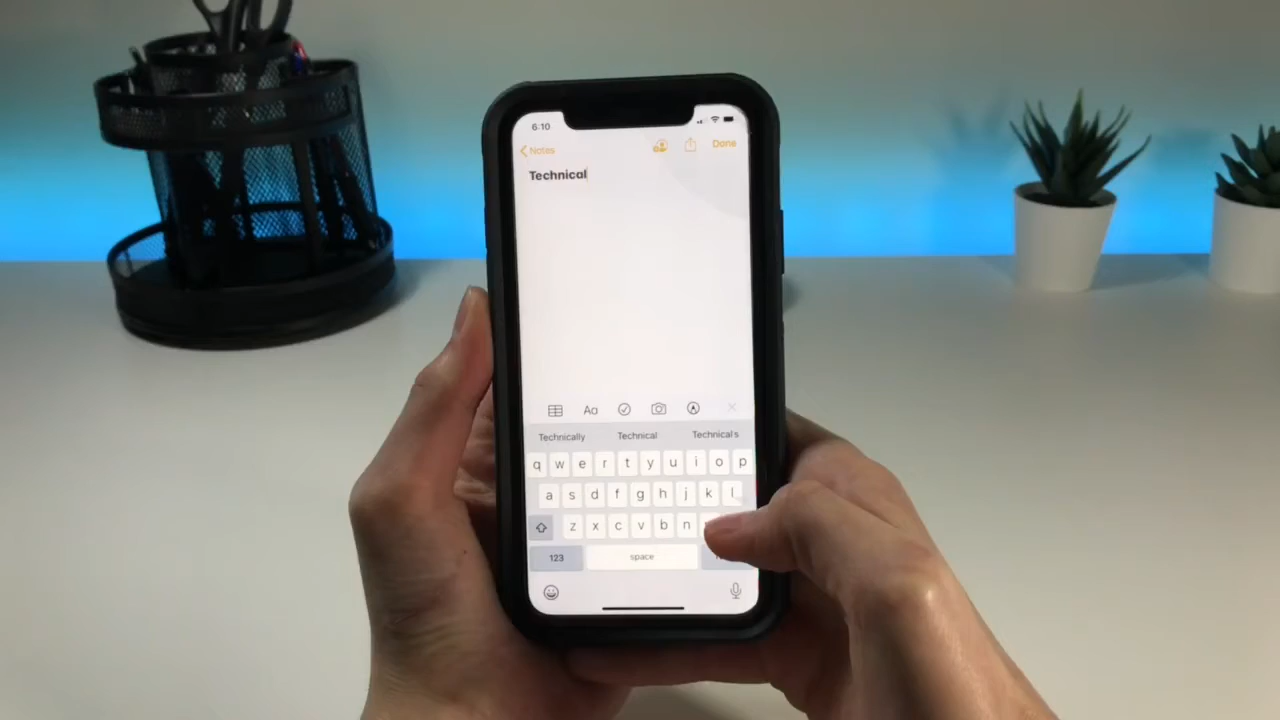 6:10
Notes Done
Technical
Aa
Technically Technical Technical's
q w e r t y u i o p
a s d f g h j k l
z x c v b n
123 space